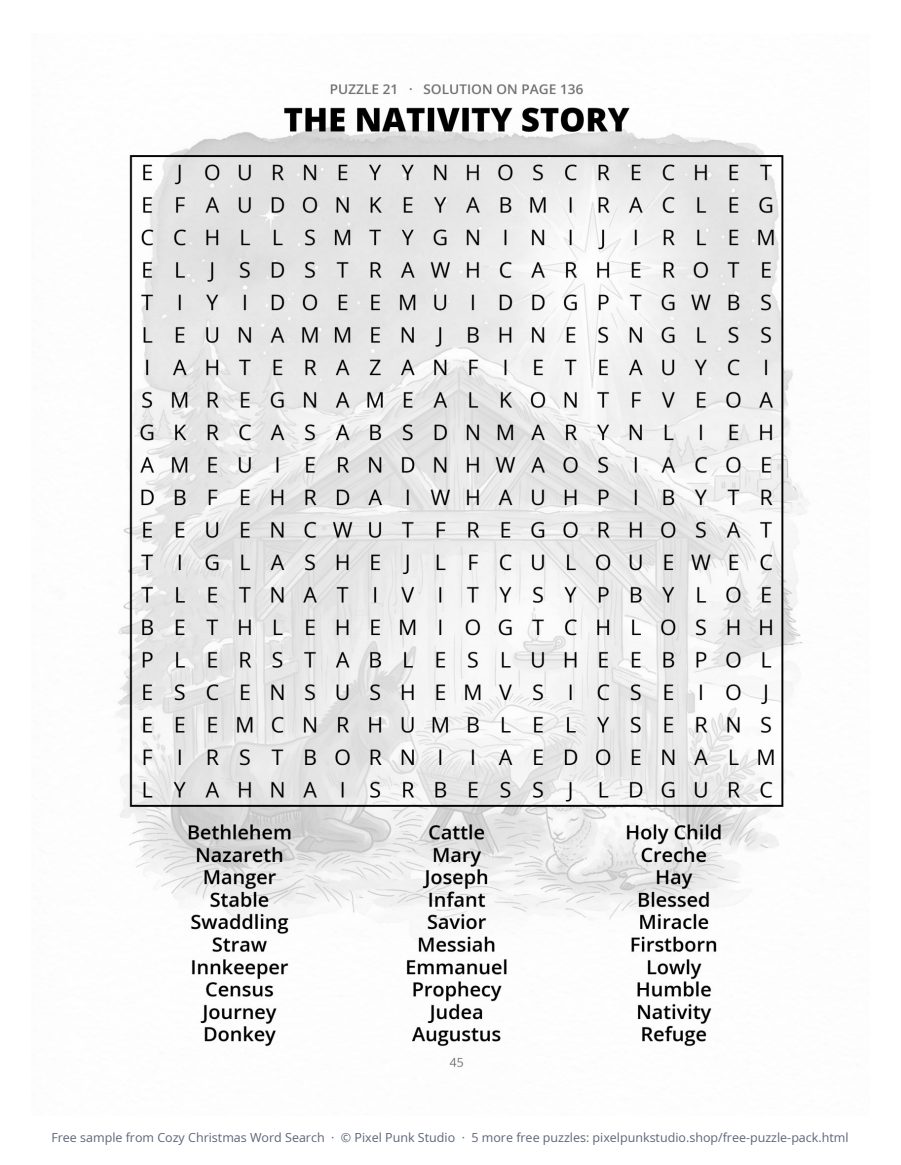 PUZZLE 21 · SOLUTION ON PAGE 136
THE NATIVITY STORY
E J O U R N E Y Y N H O S C R E C H E T
E F A U D O N K E Y A B M I R A C L E G
C C H L L S M T Y G N I N I J I R L E M
E L J S D S T R A W H C A R H E R O T E
T I Y I D O E E M U I D D G P T G W B S
L E U N A M M E N J B H N E S N G L S S
I A H T E R A Z A N F I E T E A U Y C I
S M R E G N A M E A L K O N T F V E O A
G K R C A S A B S D N M A R Y N L I E H
A M E U I E R N D N H W A O S I A C O E
D B F E H R D A I W H A U H P I B Y T R
E E U E N C W U T F R E G O R H O S A T
T I G L A S H E J L F C U L O U E W E C
T L E T N A T I V I T Y S Y P B Y L O E
B E T H L E H E M I O G T C H L O S H H
P L E R S T A B L E S L U H E E B P O L
E S C E N S U S H E M V S I C S E I O J
E E E M C N R H U M B L E L Y S E R N S
F I R S T B O R N I I A E D O E N A L M
L Y A H N A I S R B E S S J L D G U R C
Bethlehem Cattle Holy Child
Nazareth Mary Creche
Manger Joseph Hay
Stable Infant Blessed
Swaddling Savior Miracle
Straw Messiah Firstborn
Innkeeper Emmanuel Lowly
Census Prophecy Humble
Journey Judea Nativity
Donkey Augustus Refuge
45
Free sample from Cozy Christmas Word Search · © Pixel Punk Studio · 5 more free puzzles: pixelpunkstudio.shop/free-puzzle-pack.html